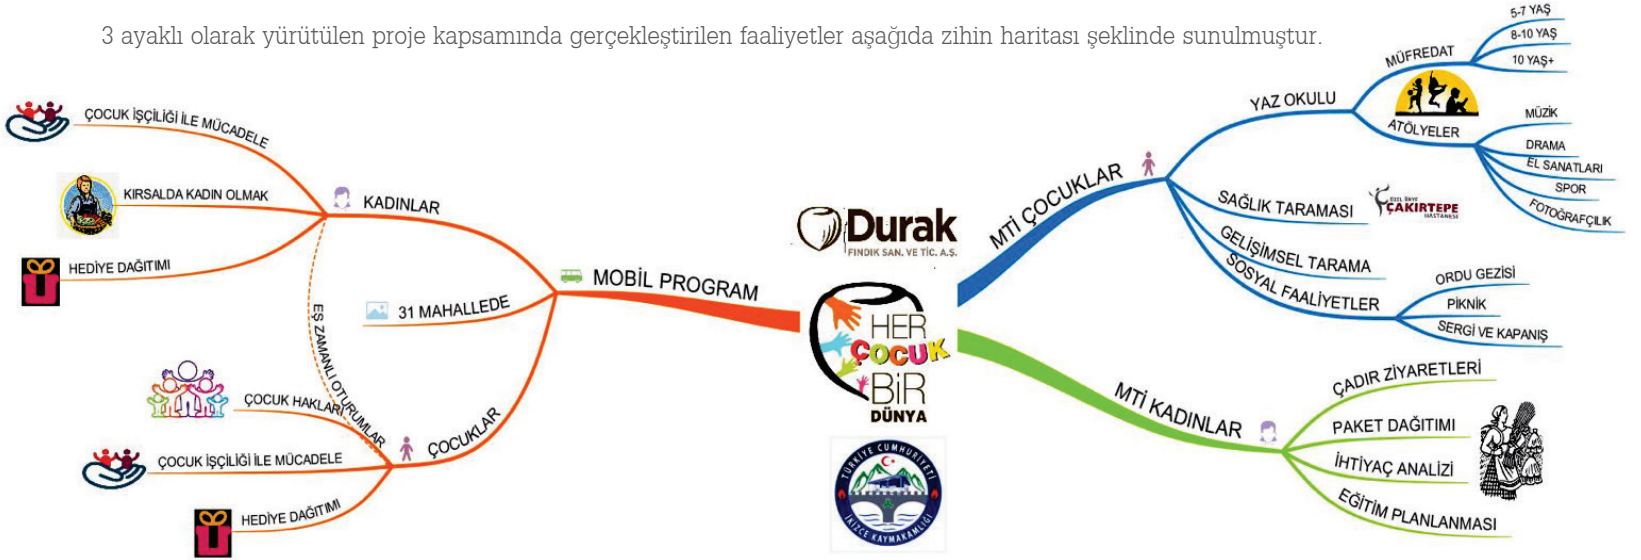 3 ayaklı olarak yürütülen proje kapsamında gerçekleştirilen faaliyetler aşağıda zihin haritası şeklinde sunulmuştur.
ÇOCUK İŞÇİLİĞİ İLE MÜCADELE
KIRSALDA KADIN OLMAK
HEDİYE DAĞITIMI
KADINLAR
31 MAHALLEDE
MOBİL PROGRAM
EŞ ZAMANLI OTURUMLAR
ÇOCUK HAKLARI
ÇOCUK İŞÇİLİĞİ İLE MÜCADELE
HEDİYE DAĞITIMI
ÇOCUKLAR
Durak
FINDIK SAN. VE TİC. A.Ş.
HER
ÇOCUK
BİR
DÜNYA
TÜRKİYE CUMHURİYETİ
İKİZCE KAYMAKAMLIĞI
MTİ ÇOCUKLAR
YAZ OKULU
MÜFREDAT
5-7 YAŞ
8-10 YAŞ
10 YAŞ+
ATÖLYELER
MÜZİK
DRAMA
EL SANATLARI
SPOR
FOTOĞRAFÇILIK
SAĞLIK TARAMASI
ÇAKIRTEPE
HASTANESİ
GELİŞİMSEL TARAMA
SOSYAL FAALİYETLER
ORDU GEZİSİ
PİKNİK
SERGİ VE KAPANIŞ
MTİ KADINLAR
ÇADIR ZİYARETLERİ
PAKET DAĞITIMI
İHTİYAÇ ANALİZİ
EĞİTİM PLANLANMASI